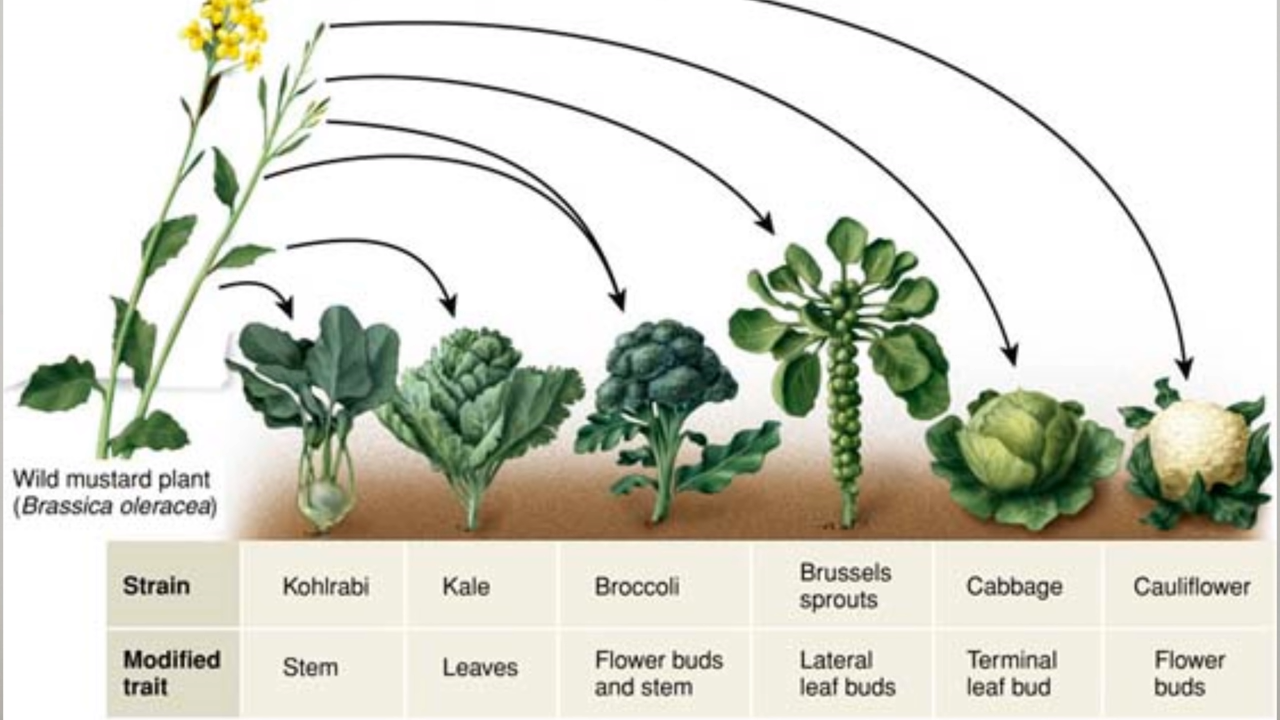 Wild mustard plant
(Brassica oleracea)
Strain
Kohlrabi
Kale
Broccoli
Brussels
sprouts
Cabbage
Cauliflower
Modified
trait
Stem
Leaves
Flower buds
and stem
Lateral
leaf buds
Terminal
leaf bud
Flower
buds